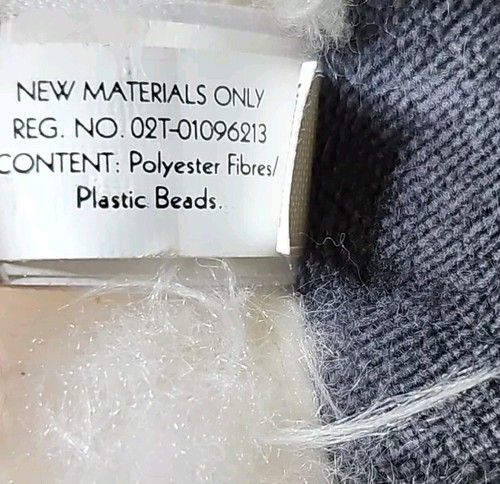 NEW MATERIALS ONLY
REG. NO. 02T-01096213
CONTENT: Polyester Fibres/
Plastic Beads.